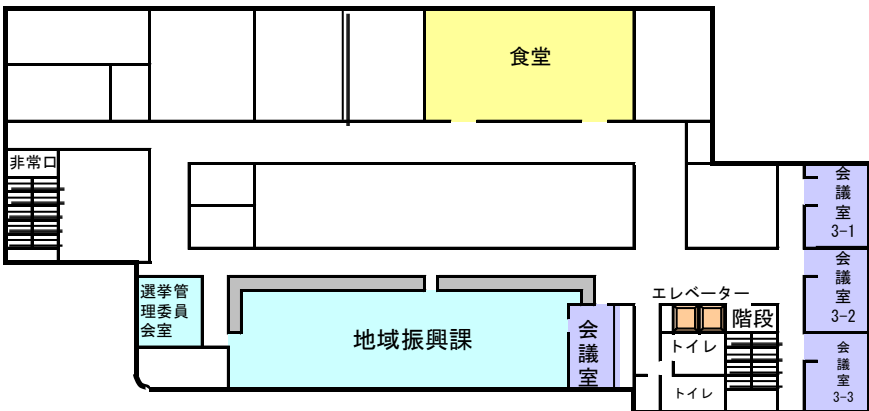 食堂
非常口
会議室
3-1
会議室
3-2
エレベーター
選挙管
理委員
会室
階段
地域振興課
会議室
トイレ
会議室
3-3
トイレ